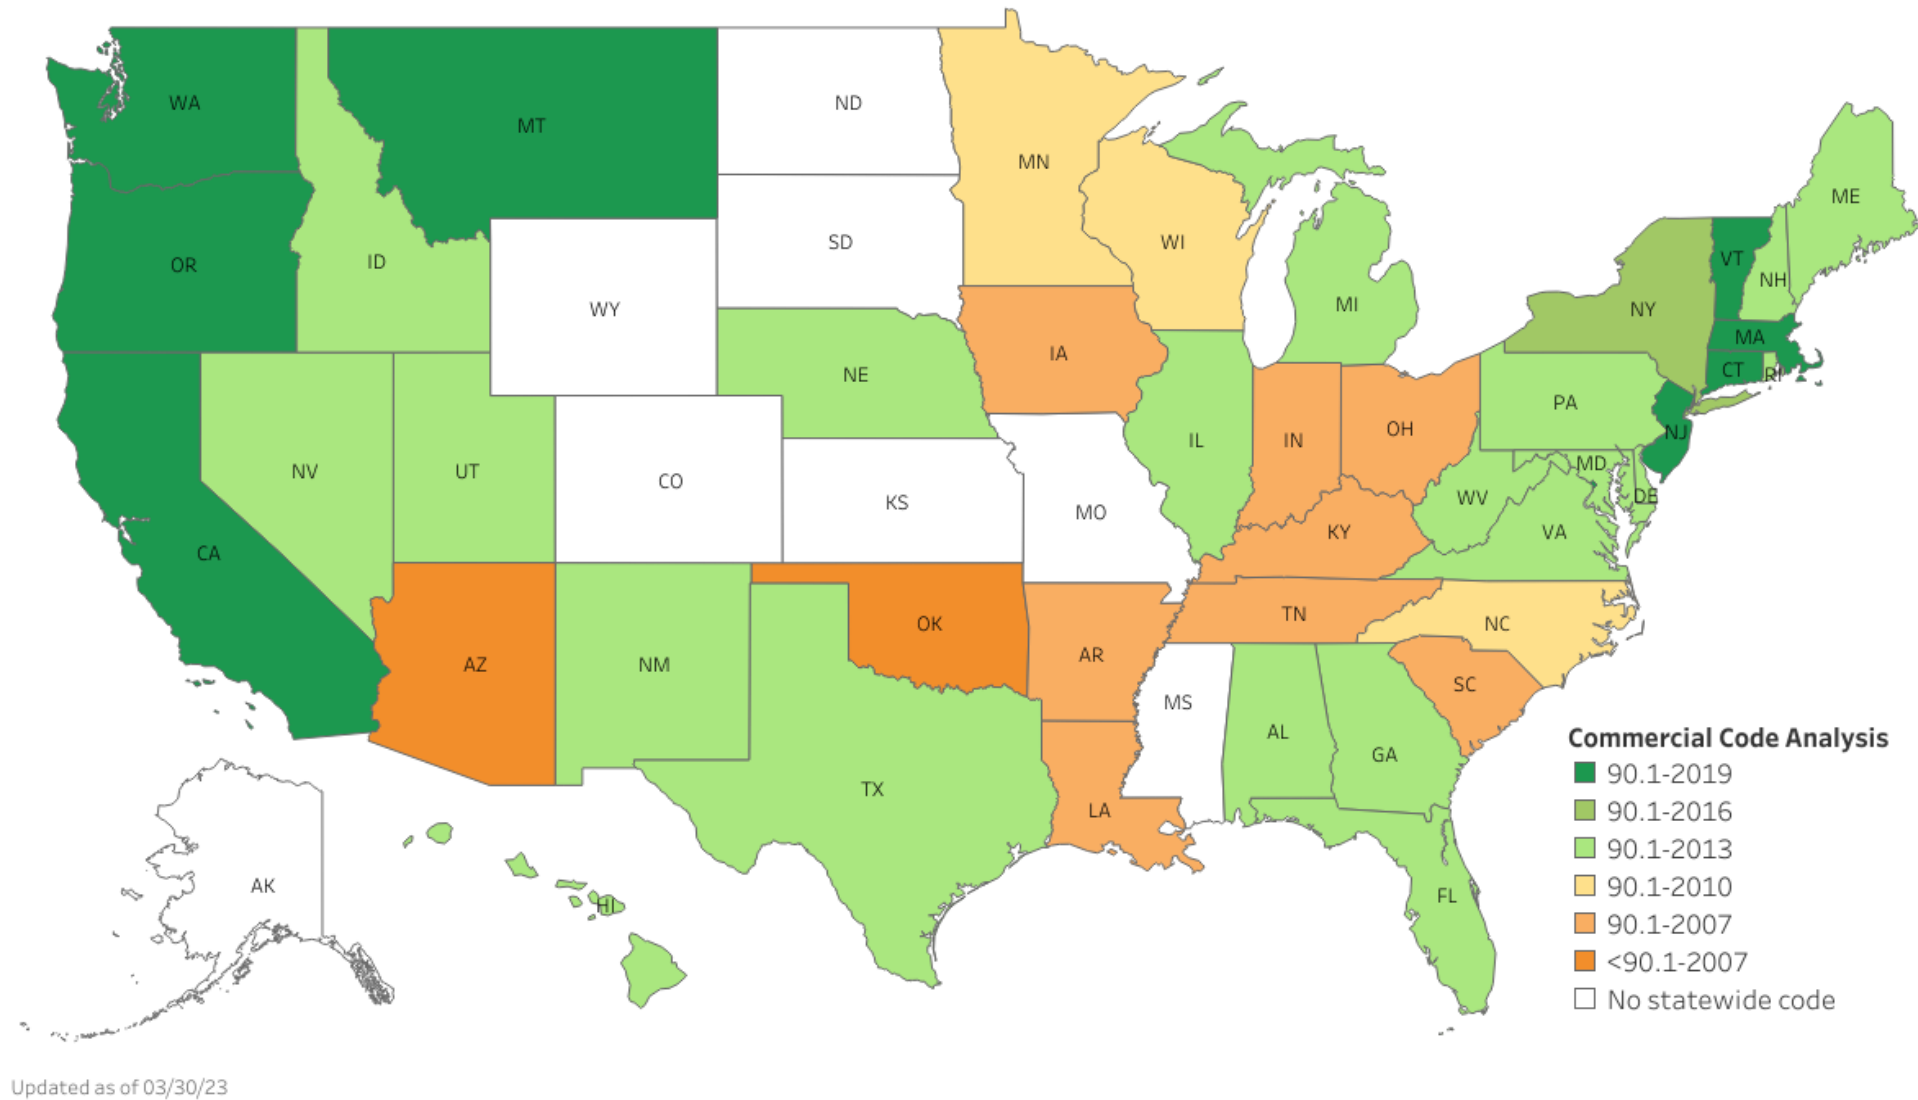 WA
MT
ND
MN
ME
ID
OR
SD
WI
VT
NH
WY
MI
NY
MA
IA
NE
CT
RI
PA
NV
UT
CO
KS
IL
IN
OH
NJ
MD
WV
DE
MO
KY
VA
CA
AZ
NM
OK
AR
TN
NC
MS
SC
AL
GA
TX
LA
FL
AK
HI
Commercial Code Analysis
90.1-2019
90.1-2016
90.1-2013
90.1-2010
90.1-2007
<90.1-2007
No statewide code
Updated as of 03/30/23